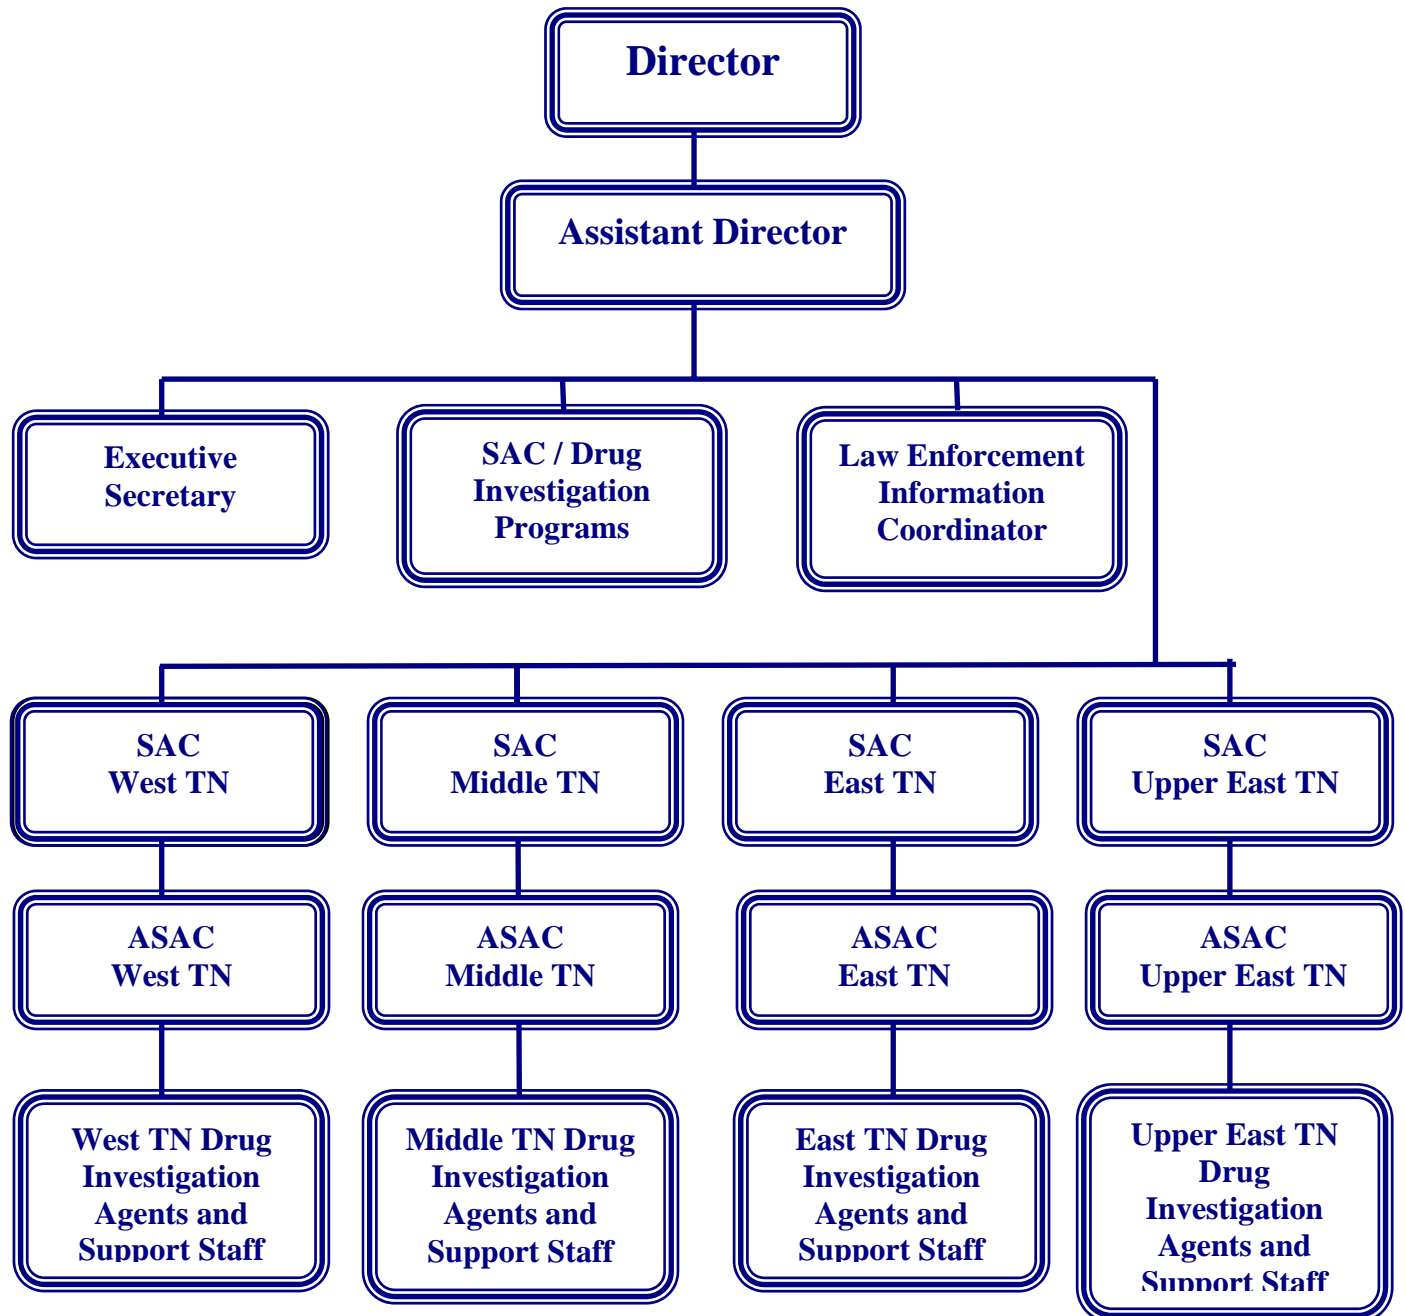 Director
Assistant Director
Executive
Secretary
SAC / Drug
Investigation
Programs
Law Enforcement
Information
Coordinator
SAC
West TN
SAC
Middle TN
SAC
East TN
SAC
Upper East TN
ASAC
West TN
ASAC
Middle TN
ASAC
East TN
ASAC
Upper East TN
West TN Drug
Investigation
Agents and
Support Staff
Middle TN Drug
Investigation
Agents and
Support Staff
East TN Drug
Investigation
Agents and
Support Staff
Upper East TN
Drug
Investigation
Agents and
Support Staff